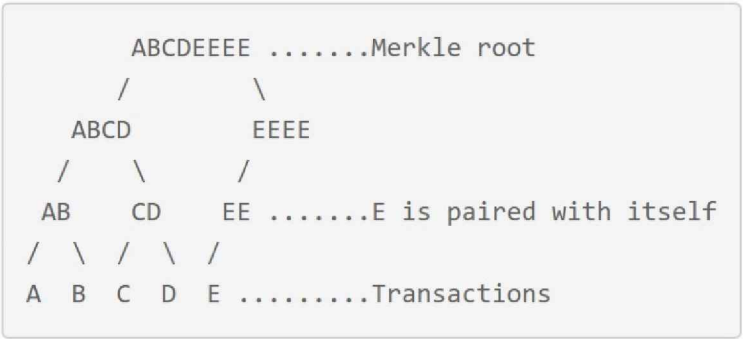 ABCDEEEE .......Merkle root
/ \
ABCD EEEE
/ \ /
AB CD EE .......E is paired with itself
/ \ / \ /
A B C D E .........Transactions